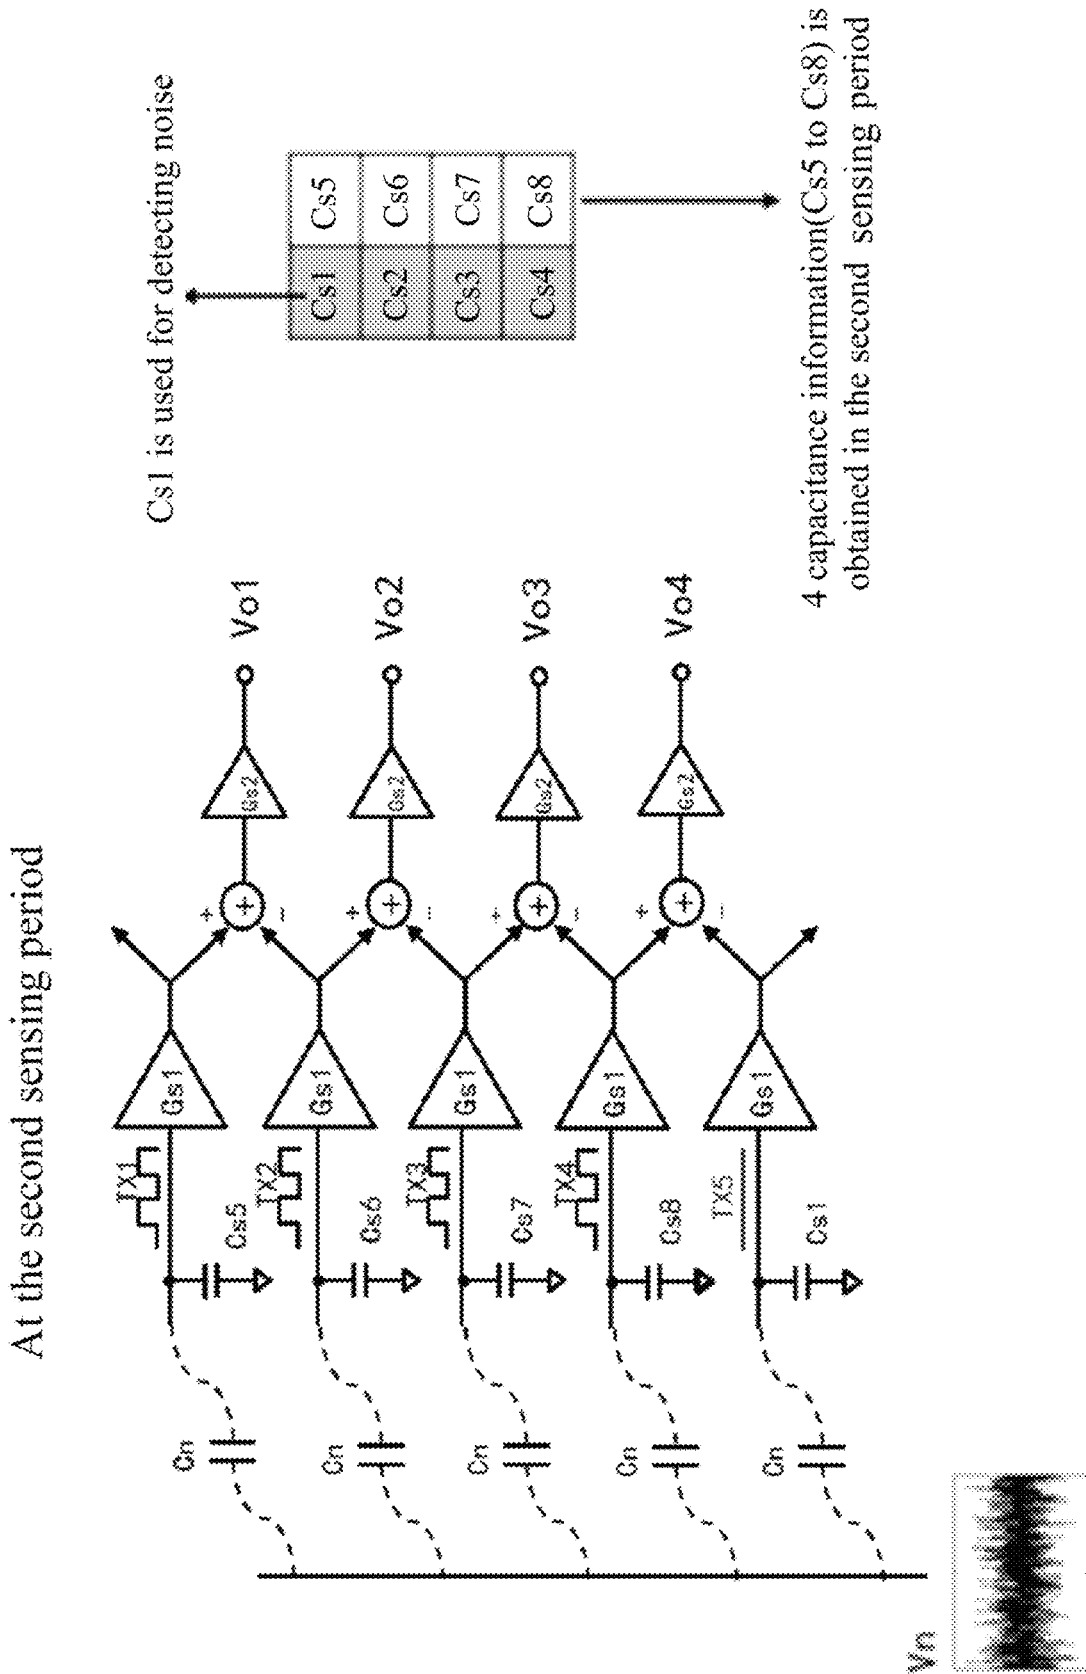 At the second sensing period
Cs1 is used for detecting noise
Vn
Cn
Cs5
TX1
Gs1
Gs2
Vo1
Cn
Cs6
TX2
Gs1
Gs2
Vo2
Cn
Cs7
TX3
Gs1
Gs2
Vo3
Cn
Cs8
TX4
Gs1
Gs2
Vo4
Cn
Cs1
TX5
Gs1
Cs1 Cs5
Cs2 Cs6
Cs3 Cs7
Cs4 Cs8
4 capacitance information(Cs5 to Cs8) is
obtained in the second sensing period